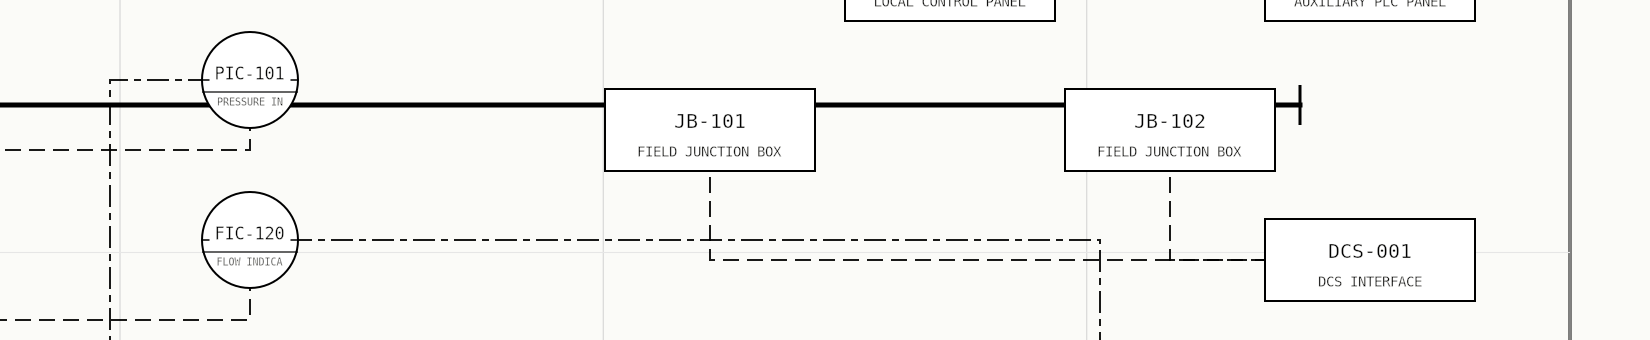 LOCAL CONTROL PANEL
AUXILIARY PLC PANEL
PIC-101
PRESSURE IN
JB-101
FIELD JUNCTION BOX
JB-102
FIELD JUNCTION BOX
FIC-120
FLOW INDICA
DCS-001
DCS INTERFACE